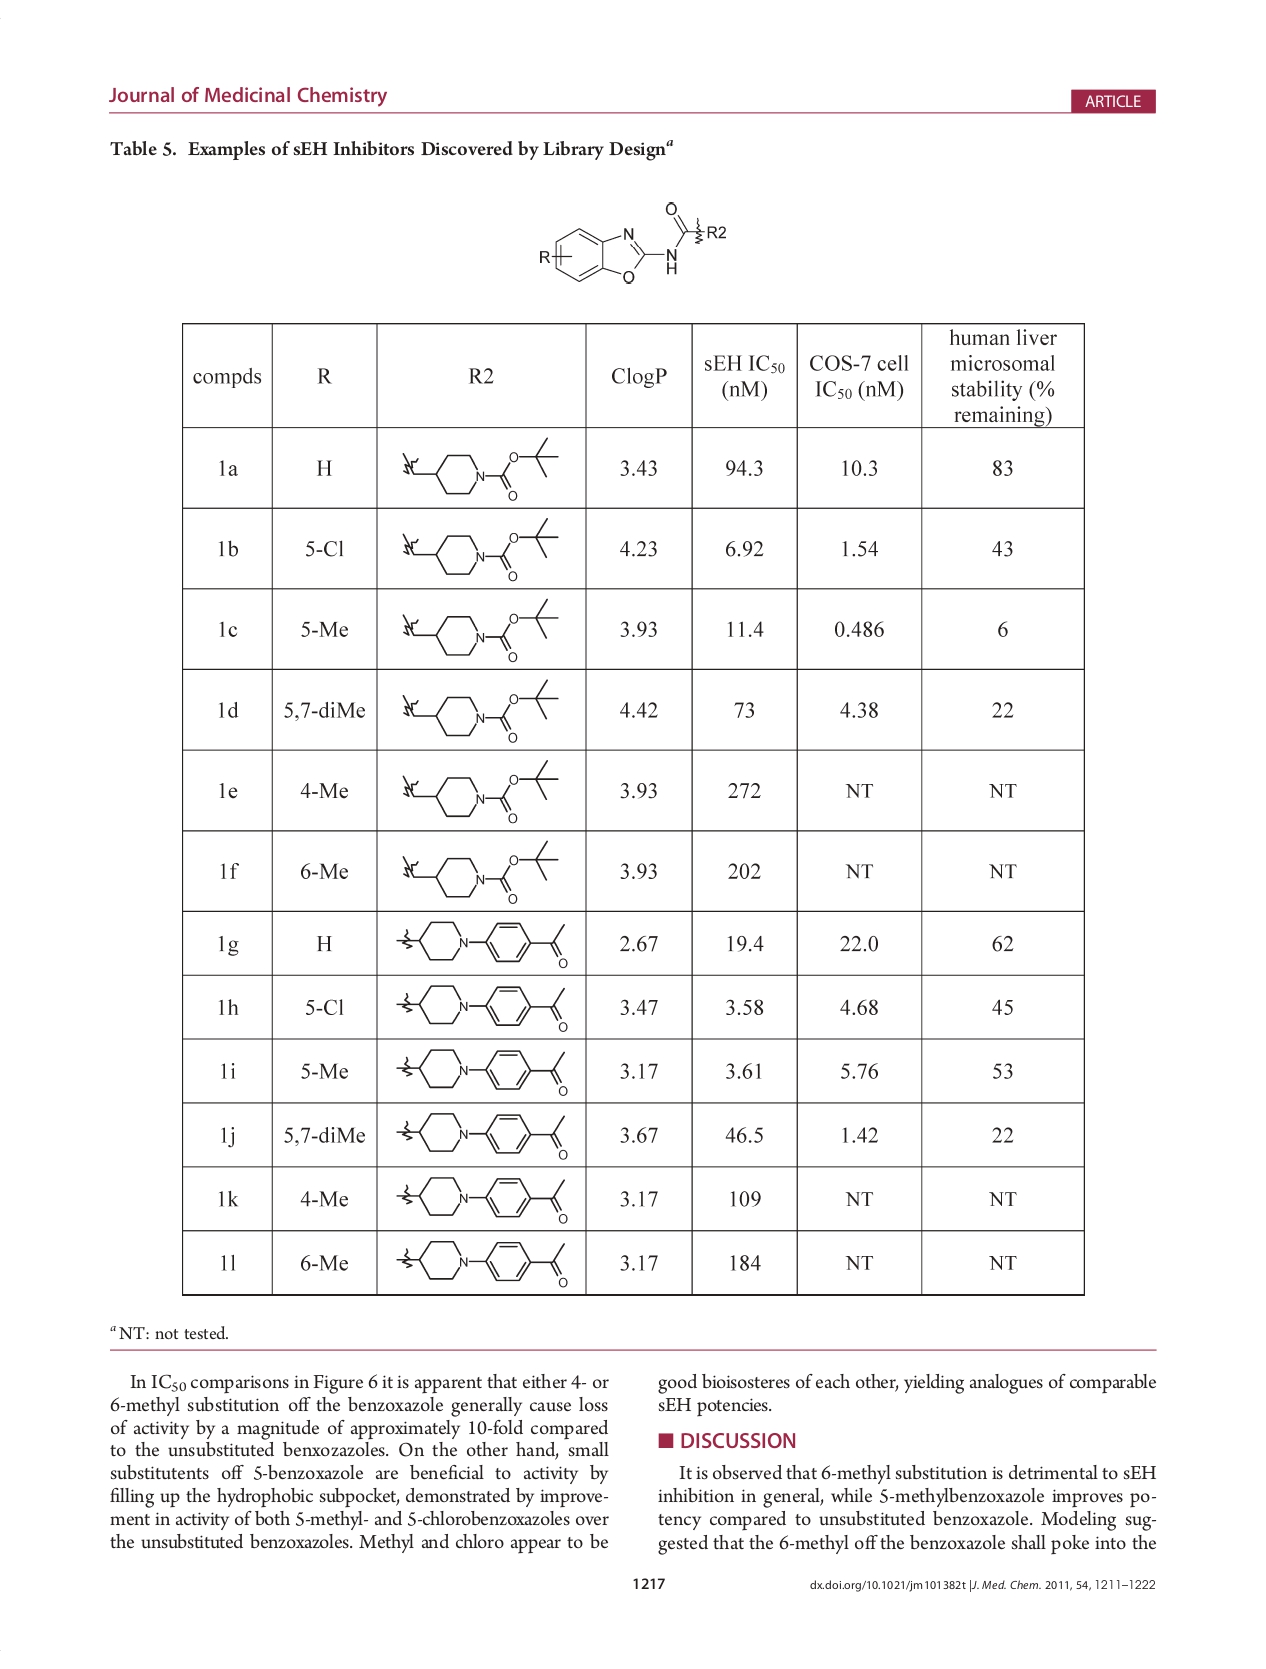 Journal of Medicinal Chemistry
ARTICLE
Table 5. Examples of sEH Inhibitors Discovered by Library Designᵃ
O
N
R2
R
N
H
O
compds R R2 ClogP sEH IC₅₀ (nM) COS-7 cell IC₅₀ (nM) human liver microsomal stability (% remaining)
1a H N O O 3.43 94.3 10.3 83
1b 5-Cl N O O 4.23 6.92 1.54 43
1c 5-Me N O O 3.93 11.4 0.486 6
1d 5,7-diMe N O O 4.42 73 4.38 22
1e 4-Me N O O 3.93 272 NT NT
1f 6-Me N O O 3.93 202 NT NT
1g H N O 2.67 19.4 22.0 62
1h 5-Cl N O 3.47 3.58 4.68 45
1i 5-Me N O 3.17 3.61 5.76 53
1j 5,7-diMe N O 3.67 46.5 1.42 22
1k 4-Me N O 3.17 109 NT NT
1l 6-Me N O 3.17 184 NT NT
ᵃ NT: not tested.
In IC₅₀ comparisons in Figure 6 it is apparent that either 4- or
6-methyl substitution off the benzoxazole generally cause loss
of activity by a magnitude of approximately 10-fold compared
to the unsubstituted benxozazoles. On the other hand, small
substitutents off 5-benzoxazole are beneficial to activity by
filling up the hydrophobic subpocket, demonstrated by improve-
ment in activity of both 5-methyl- and 5-chlorobenzoxazoles over
the unsubstituted benzoxazoles. Methyl and chloro appear to be
good bioisosteres of each other, yielding analogues of comparable
sEH potencies.
■ DISCUSSION
It is observed that 6-methyl substitution is detrimental to sEH
inhibition in general, while 5-methylbenzoxazole improves po-
tency compared to unsubstituted benzoxazole. Modeling sug-
gested that the 6-methyl off the benzoxazole shall poke into the
1217
dx.doi.org/10.1021/jm101382t |J. Med. Chem. 2011, 54, 1211–1222